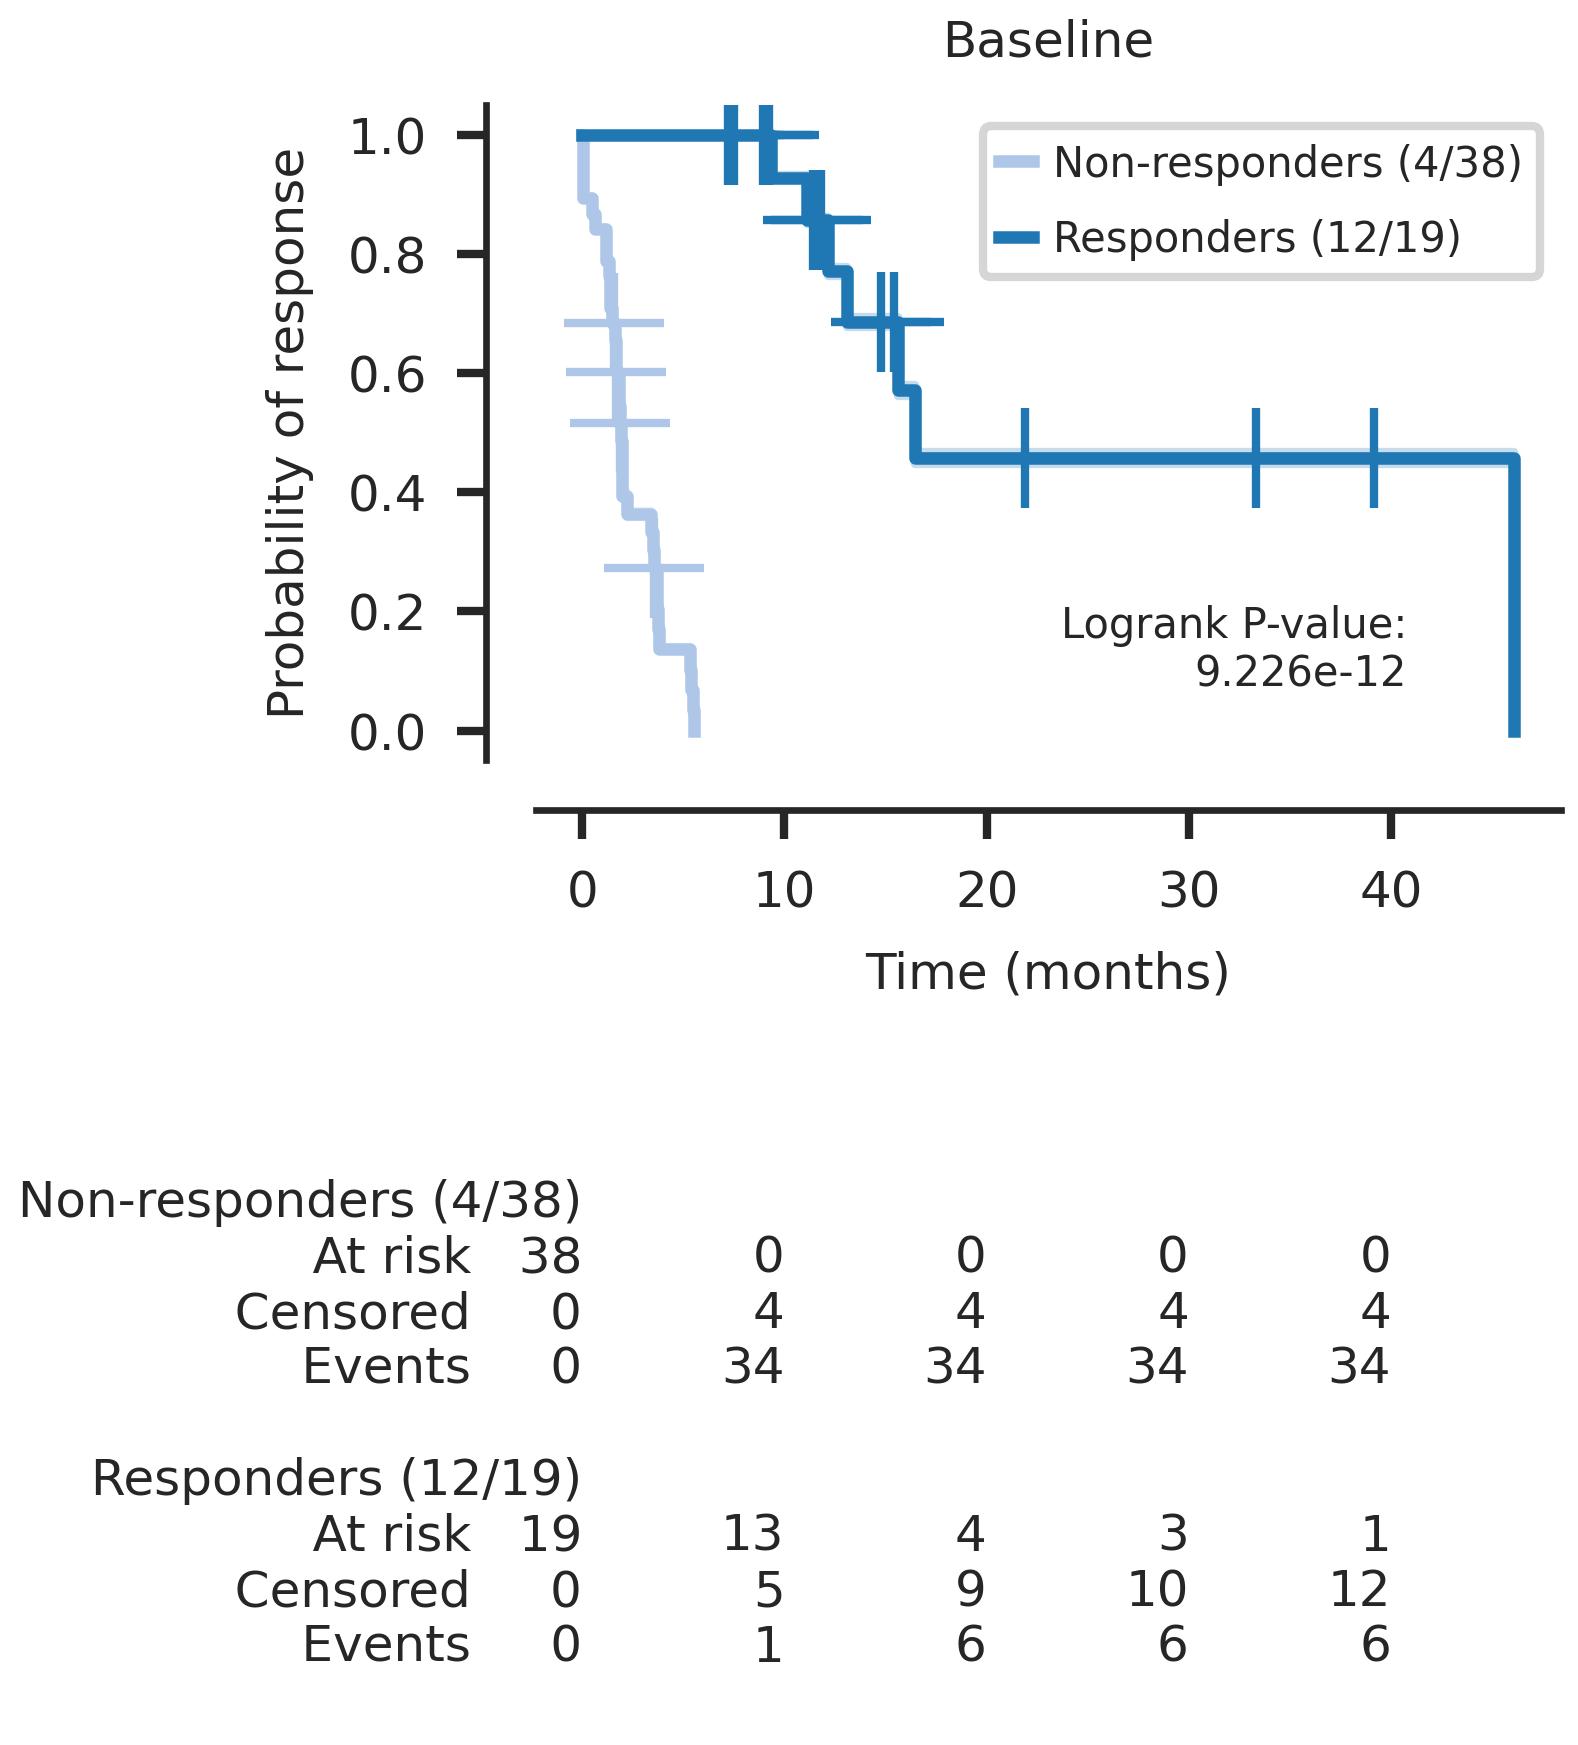 Baseline
Probability of response
1.0
0.8
0.6
0.4
0.2
0.0
Non-responders (4/38)
Responders (12/19)
Logrank P-value:
9.226e-12
0 10 20 30 40
Time (months)
Non-responders (4/38)
At risk 38 0 0 0 0
Censored 0 4 4 4 4
Events 0 34 34 34 34
Responders (12/19)
At risk 19 13 4 3 1
Censored 0 5 9 10 12
Events 0 1 6 6 6